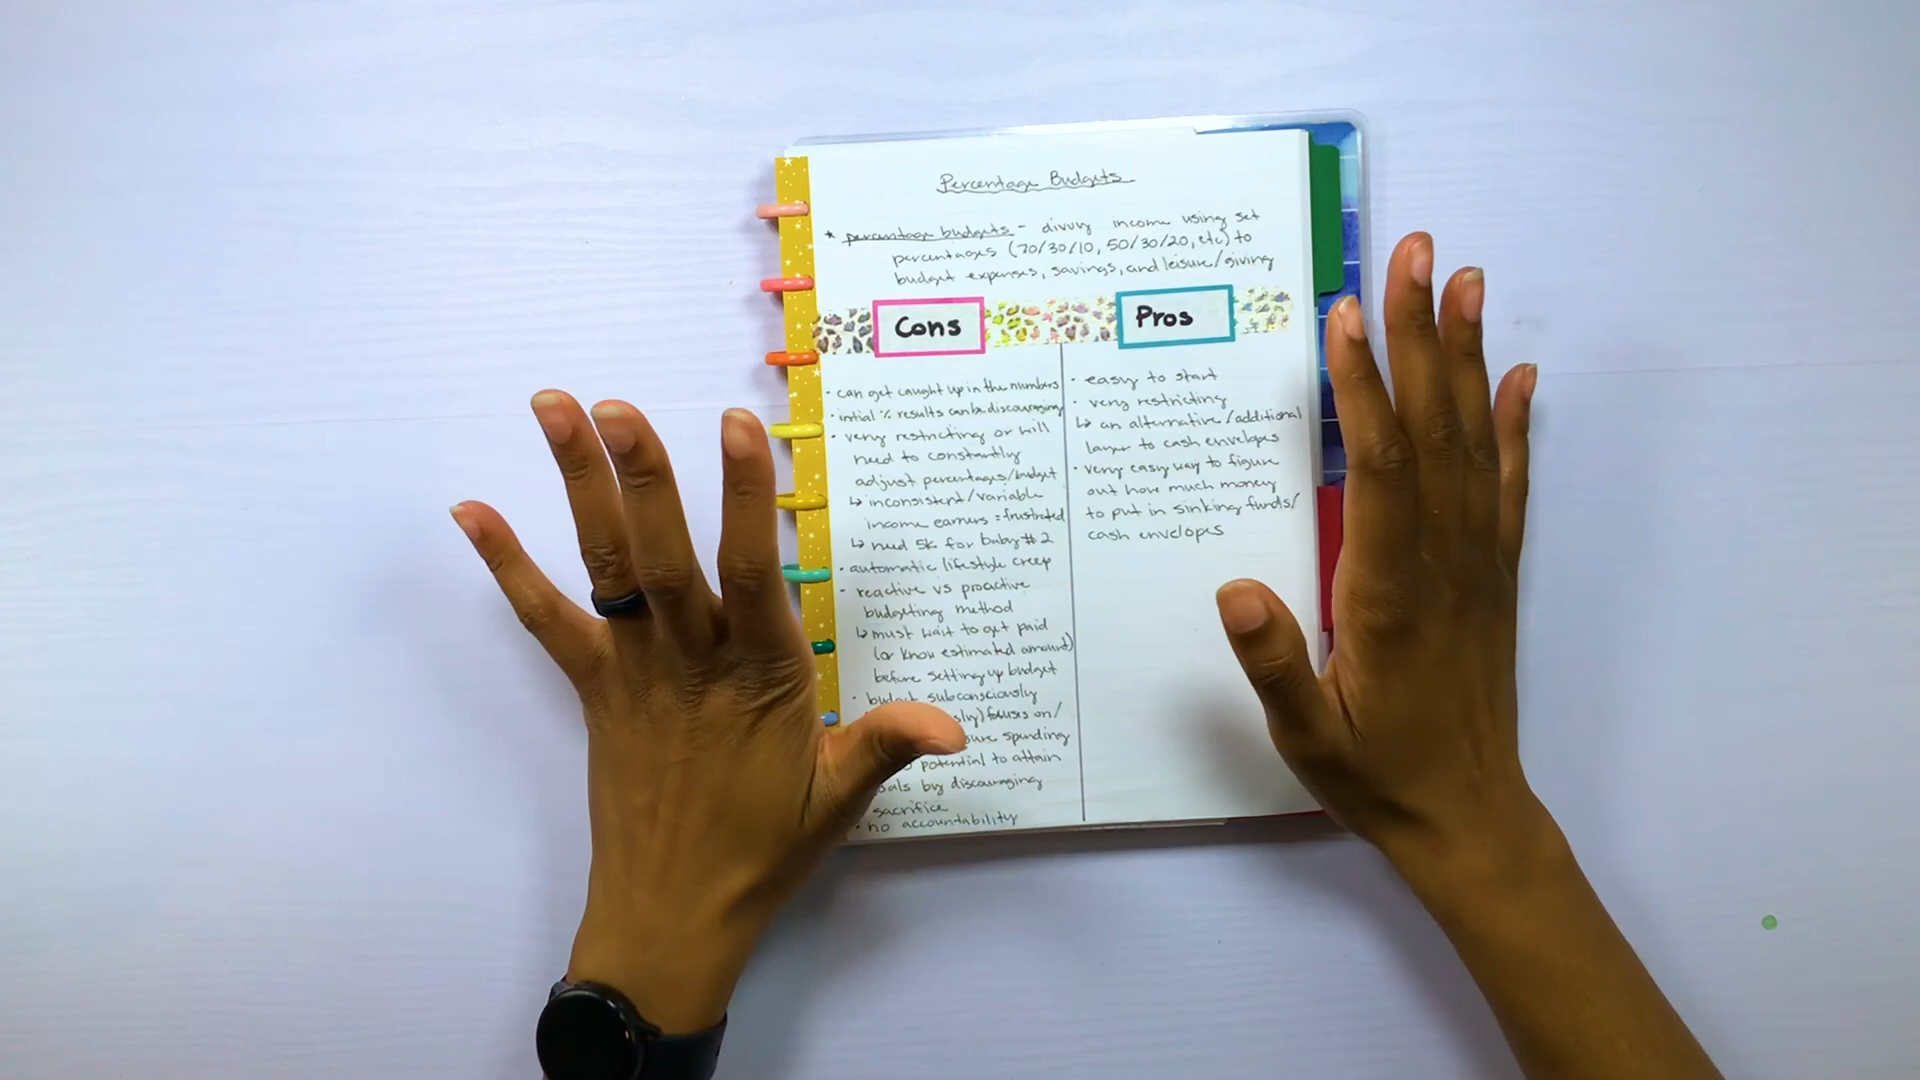 Percentage Budgets
* percentage budgets - divvy income using set
percentages (70/30/10, 50/30/20, etc) to
budget expenses, savings, and leisure/giving
Cons
· can get caught up in the numbers
· intial % results can be discouraging
· very restricting or will
need to constantly
adjust percentages/budget
↳ inconsistent/variable
income earners = frustrated
↳ need 5k for baby #2
· automatic lifestyle creep
· reactive vs proactive
budgeting method
↳ must wait to get paid
(or know estimated amount)
before setting up budget
· budget subconsciously
focuses on/
spending
potential to attain
by discouraging
sacrifice
· no accountability
Pros
· easy to start
· very restricting
↳ an alternative/additional
layer to cash envelopes
· very easy way to figure
out how much money
to put in sinking funds/
cash envelopes